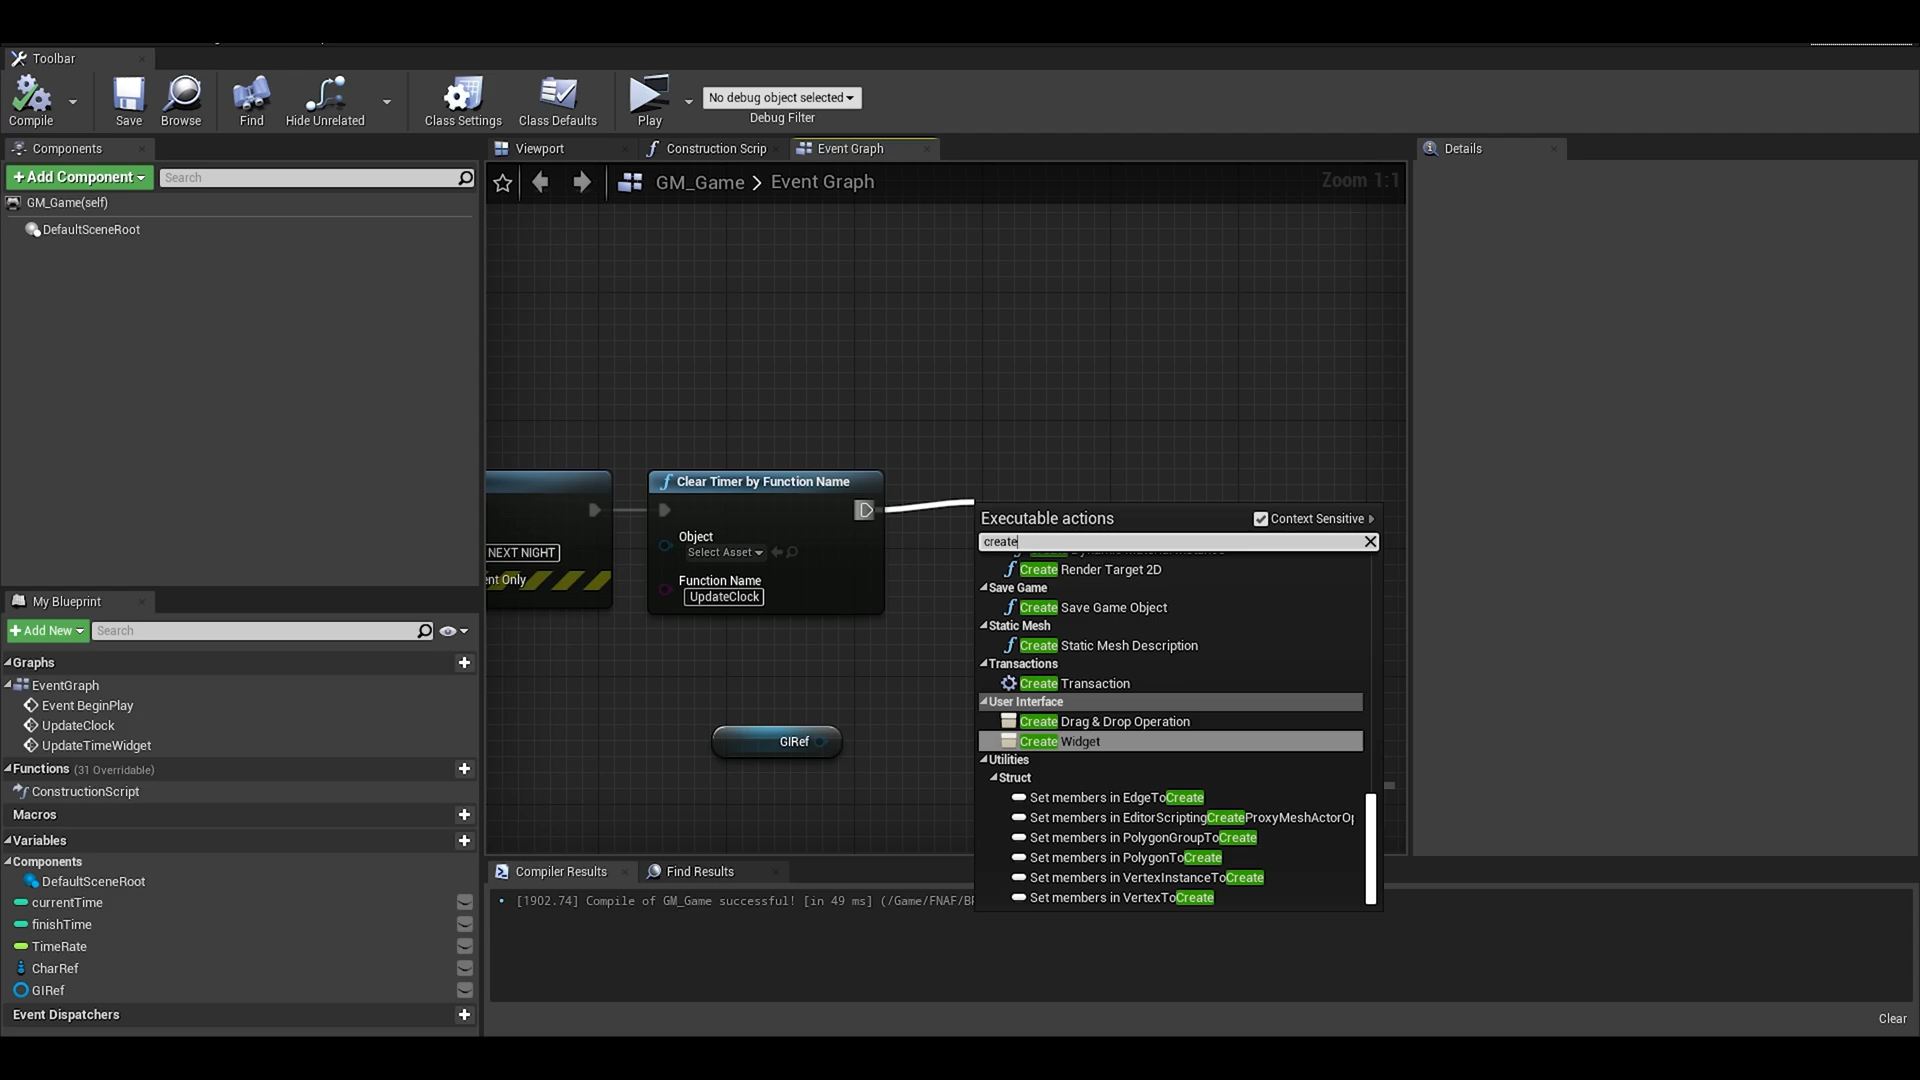 Toolbar
Compile
Save
Browse
Find
Hide Unrelated
Class Settings
Class Defaults
Play
No debug object selected
Debug Filter
Components
Viewport
Construction Scrip
Event Graph
Details
+Add Component
Search
GM_Game > Event Graph
Zoom 1:1
GM_Game(self)
DefaultSceneRoot
Clear Timer by Function Name
Object
Select Asset
NEXT NIGHT
ent Only
Function Name
UpdateClock
GIRef
Executable actions
Context Sensitive
create
Create Render Target 2D
Save Game
Create Save Game Object
Static Mesh
Create Static Mesh Description
Transactions
Create Transaction
User Interface
Create Drag & Drop Operation
Create Widget
Utilities
Struct
Set members in EdgeToCreate
Set members in EditorScriptingCreateProxyMeshActorOp
Set members in PolygonGroupToCreate
Set members in PolygonToCreate
Set members in VertexInstanceToCreate
Set members in VertexToCreate
My Blueprint
+Add New
Search
Graphs
EventGraph
Event BeginPlay
UpdateClock
UpdateTimeWidget
Functions (31 Overridable)
ConstructionScript
Macros
Variables
Components
DefaultSceneRoot
currentTime
finishTime
TimeRate
CharRef
GIRef
Event Dispatchers
Compiler Results
Find Results
[1902.74] Compile of GM_Game successful! [in 49 ms] (/Game/FNAF/BP
Clear